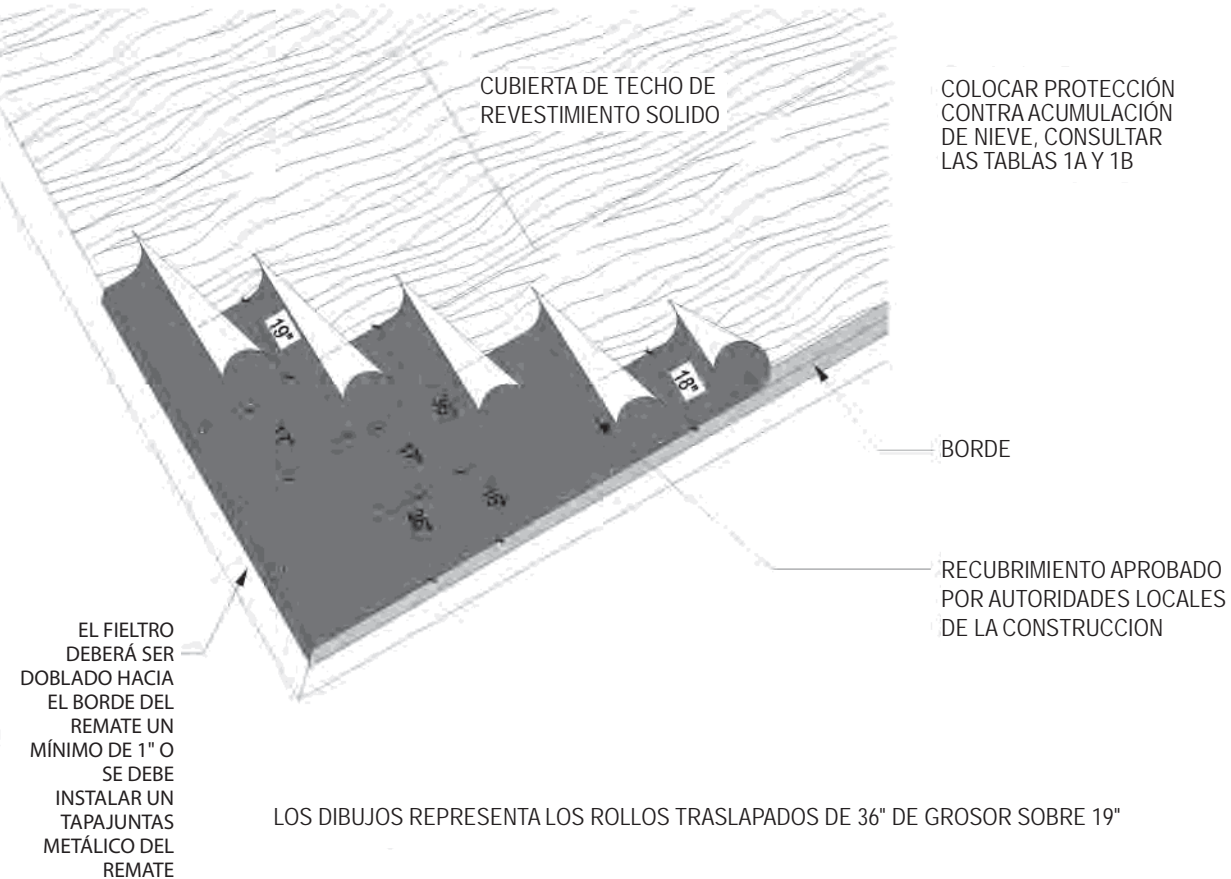 CUBIERTA DE TECHO DE
REVESTIMIENTO SOLIDO
COLOCAR PROTECCIÓN
CONTRA ACUMULACIÓN
DE NIEVE, CONSULTAR
LAS TABLAS 1A Y 1B
19"
18"
17"
17"
BORDE
RECUBRIMIENTO APROBADO
POR AUTORIDADES LOCALES
DE LA CONSTRUCCION
EL FIELTRO
DEBERÁ SER
DOBLADO HACIA
EL BORDE DEL
REMATE UN
MÍNIMO DE 1" O
SE DEBE
INSTALAR UN
TAPAJUNTAS
METÁLICO DEL
REMATE
LOS DIBUJOS REPRESENTA LOS ROLLOS TRASLAPADOS DE 36" DE GROSOR SOBRE 19"